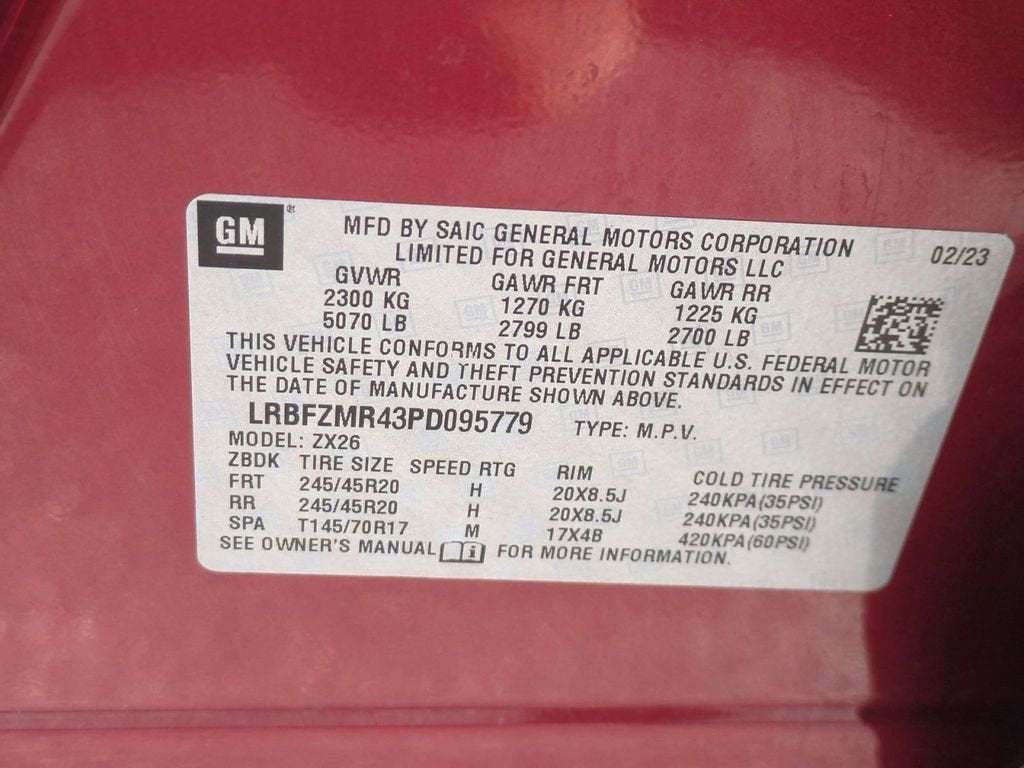 GM®
MFD BY SAIC GENERAL MOTORS CORPORATION 02/23
LIMITED FOR GENERAL MOTORS LLC
GVWR GAWR FRT GAWR RR
2300 KG 1270 KG 1225 KG
5070 LB 2799 LB 2700 LB
THIS VEHICLE CONFORMS TO ALL APPLICABLE U.S. FEDERAL MOTOR
VEHICLE SAFETY AND THEFT PREVENTION STANDARDS IN EFFECT ON
THE DATE OF MANUFACTURE SHOWN ABOVE.
LRBFZMR43PD095779 TYPE: M.P.V.
MODEL: ZX26
ZBDK TIRE SIZE SPEED RTG RIM COLD TIRE PRESSURE
FRT 245/45R20 H 20X8.5J 240KPA(35PSI)
RR 245/45R20 H 20X8.5J 240KPA(35PSI)
SPA T145/70R17 M 17X4B 420KPA(60PSI)
SEE OWNER'S MANUAL i FOR MORE INFORMATION.